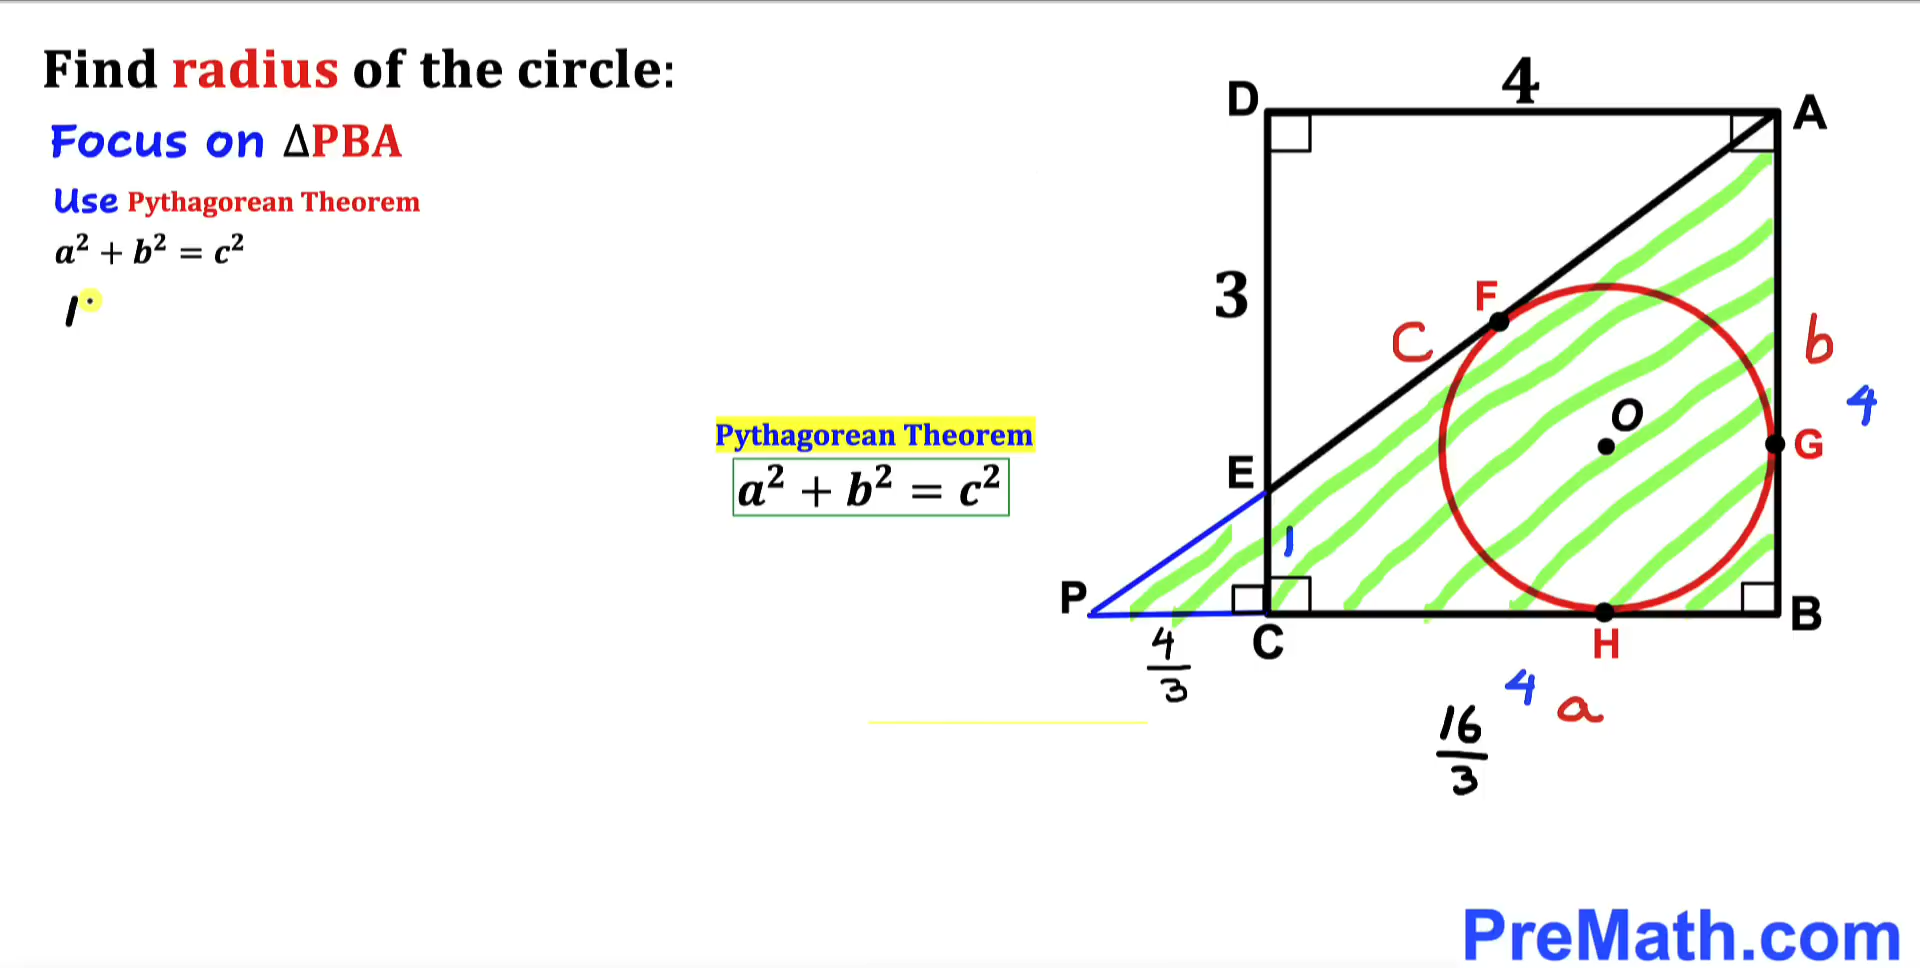 Find radius of the circle:
Focus on ΔPBA
Use Pythagorean Theorem
a² + b² = c²
Pythagorean Theorem
a² + b² = c²
4
D
A
3
F
C
b
4
O
G
E
1
P
C
H
B
4/3
4
a
16/3
PreMath.com